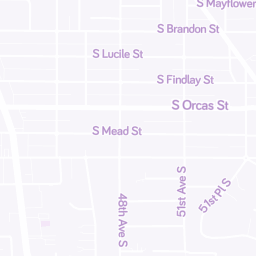 S Mayflower
S Brandon St
S Lucile St
S Findlay St
S Orcas St
S Mead St
48th Ave S
51st Ave S
51st Pl S